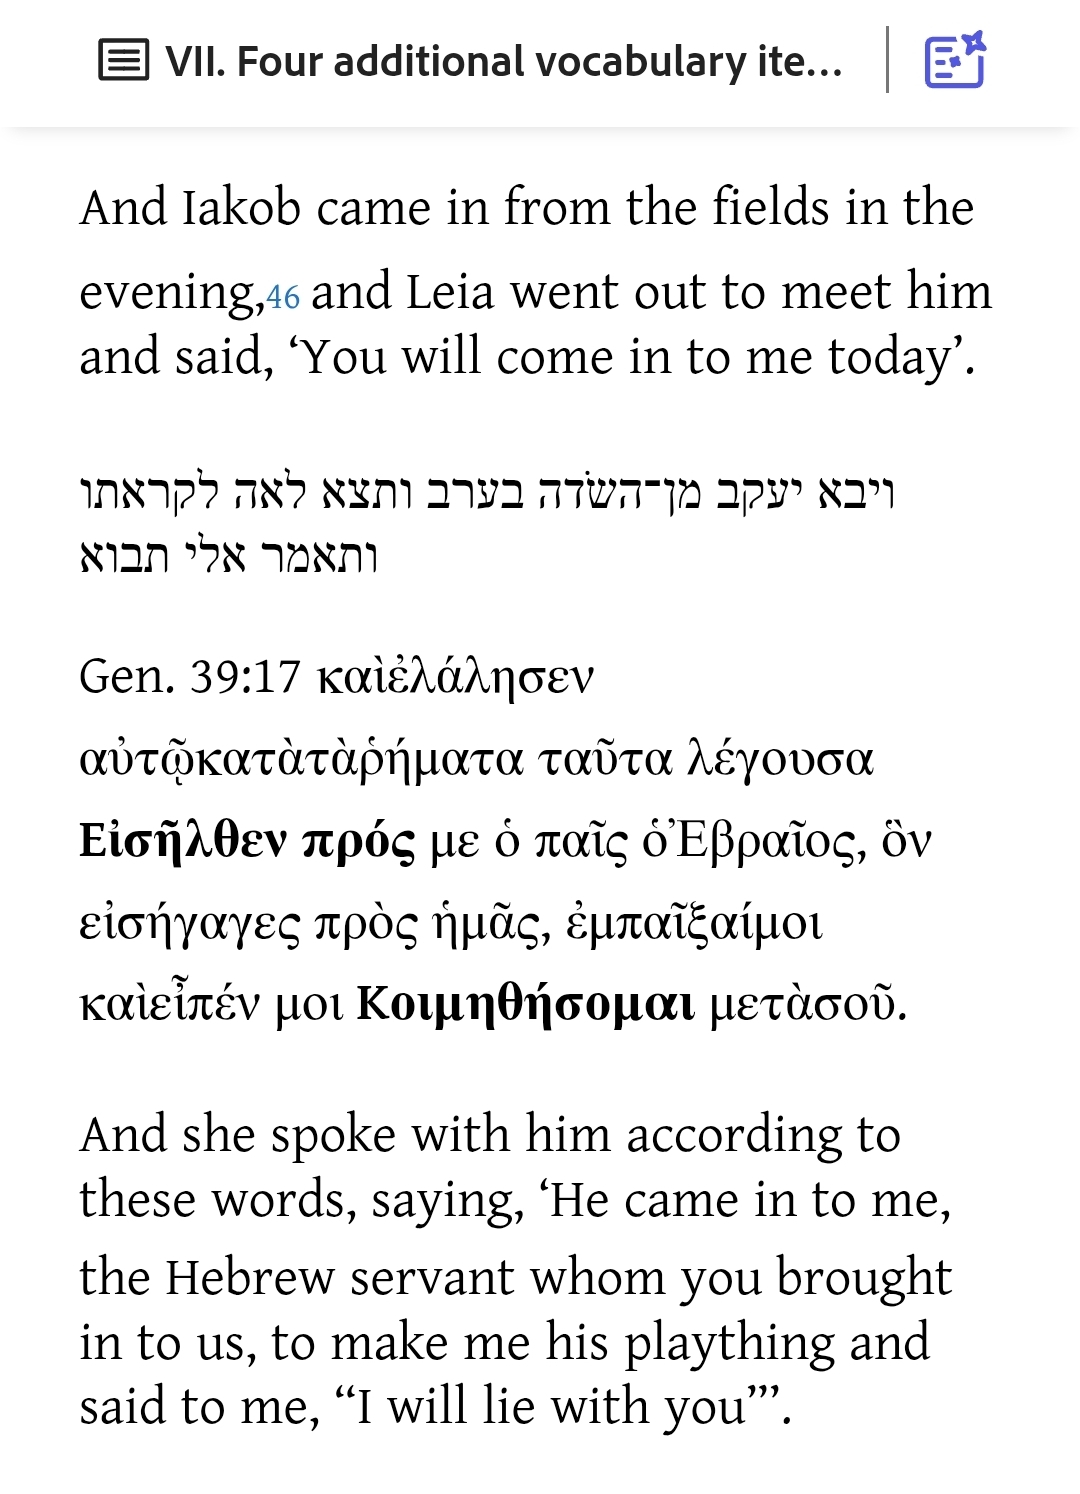 VII. Four additional vocabulary ite...
And Iakob came in from the fields in the
evening,46 and Leia went out to meet him
and said, ‘You will come in to me today’.
ויבא יעקב מן־השׂדה בערב ותצא לאה לקראתו
ותאמר אלי תבוא
Gen. 39:17 καὶἐλάλησεν
αὐτῷκατὰτὰῥήματα ταῦτα λέγουσα
Εἰσῆλθεν πρός με ὁ παῖς ὁ᾿Εβραῖος, ὃν
εἰσήγαγες πρὸς ἡμᾶς, ἐμπαῖξαίμοι
καὶεἶπέν μοι Κοιμηθήσομαι μετὰσοῦ.
And she spoke with him according to
these words, saying, ‘He came in to me,
the Hebrew servant whom you brought
in to us, to make me his plaything and
said to me, “I will lie with you”’.